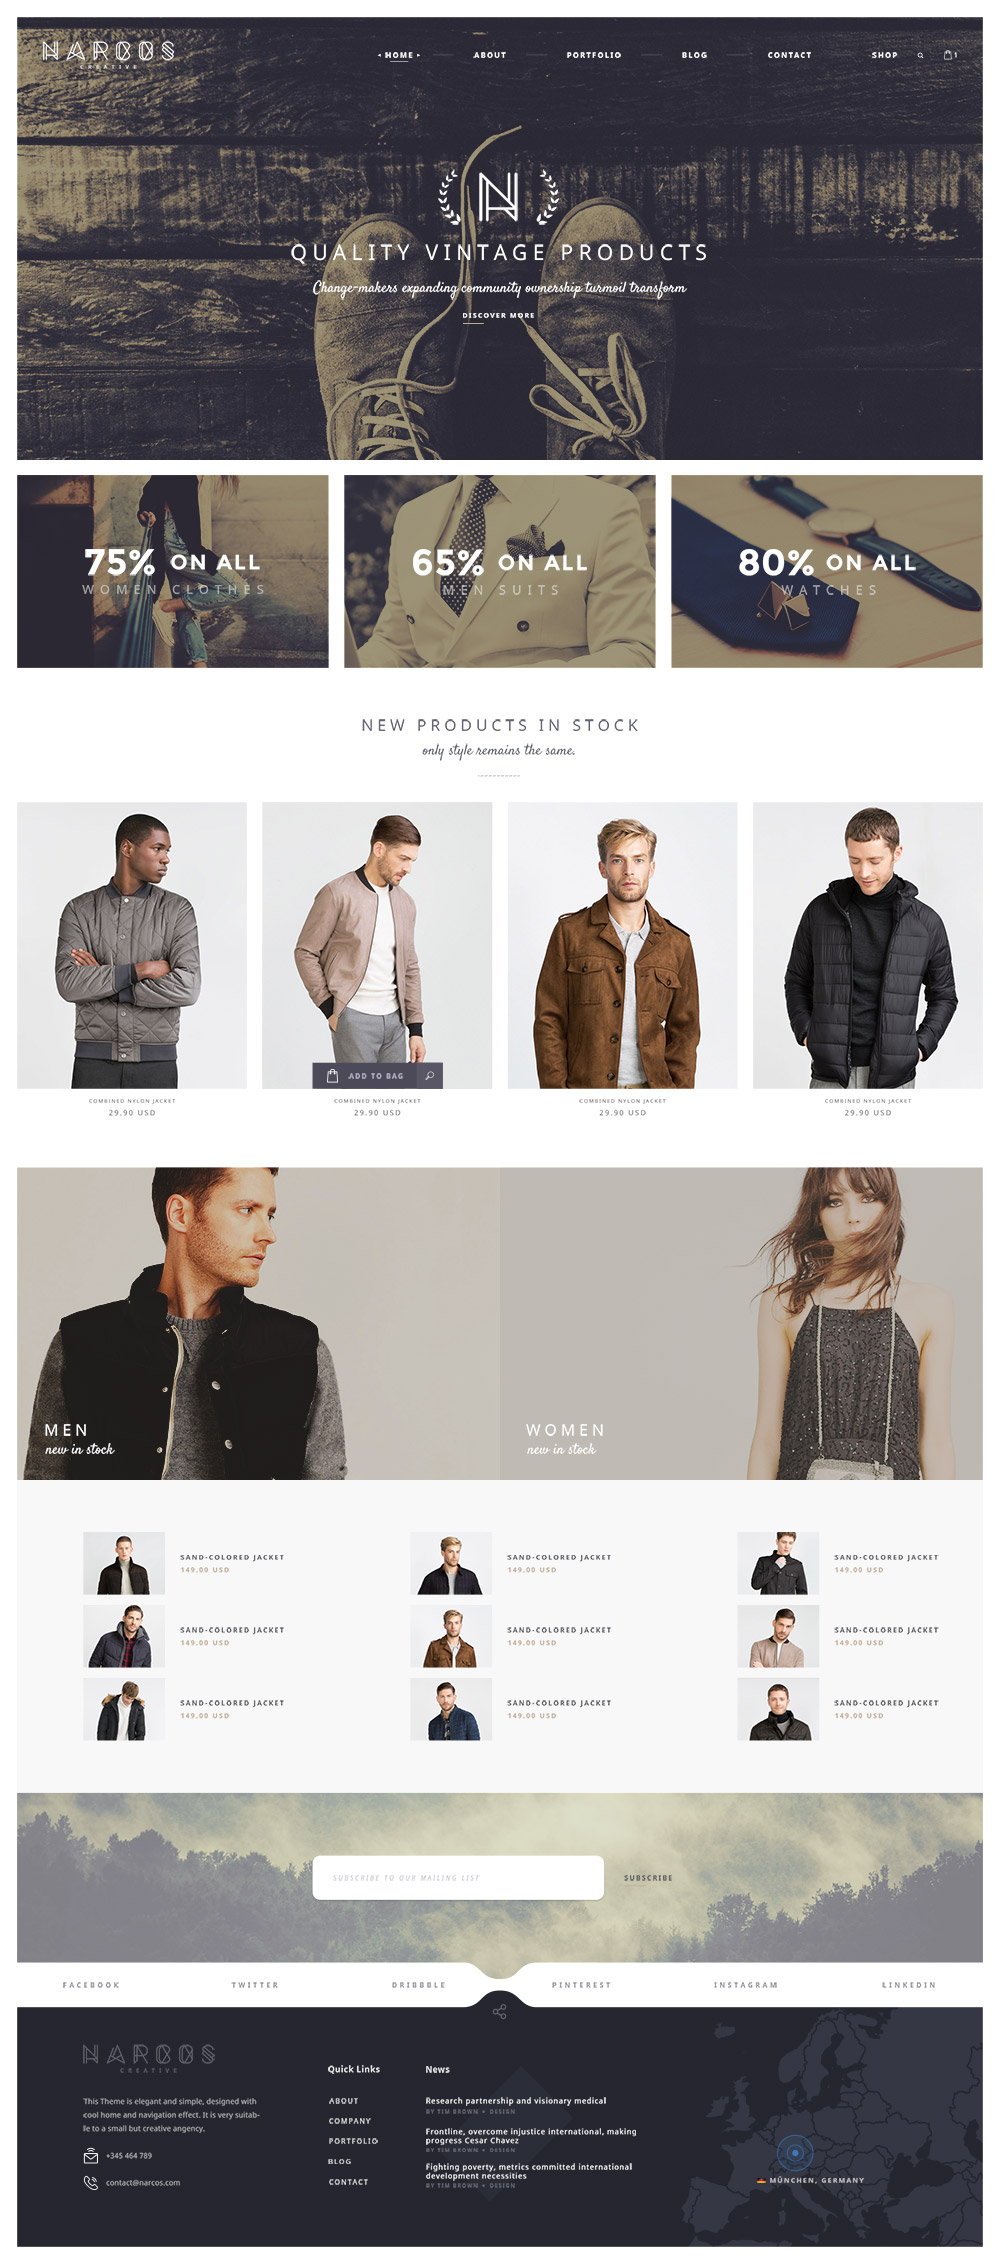 NARCOS
CREATIVE
HOME ABOUT PORTFOLIO BLOG CONTACT SHOP 1
N
QUALITY VINTAGE PRODUCTS
Change-makers expanding community ownership turmoil transform
DISCOVER MORE
75% ON ALL
WOMEN CLOTHES
65% ON ALL
MEN SUITS
80% ON ALL
WATCHES
NEW PRODUCTS IN STOCK
only style remains the same.
ADD TO BAG
COMBINED NYLON JACKET
29.90 USD
COMBINED NYLON JACKET
29.90 USD
COMBINED NYLON JACKET
29.90 USD
COMBINED NYLON JACKET
29.90 USD
MEN
new in stock
WOMEN
new in stock
SAND-COLORED JACKET
149.00 USD
SAND-COLORED JACKET
149.00 USD
SAND-COLORED JACKET
149.00 USD
SAND-COLORED JACKET
149.00 USD
SAND-COLORED JACKET
149.00 USD
SAND-COLORED JACKET
149.00 USD
SAND-COLORED JACKET
149.00 USD
SAND-COLORED JACKET
149.00 USD
SAND-COLORED JACKET
149.00 USD
SUBSCRIBE TO OUR MAILING LIST
SUBSCRIBE
FACEBOOK TWITTER DRIBBBLE PINTEREST INSTAGRAM LINKEDIN
NARCOS
CREATIVE
This Theme is elegant and simple, designed with
cool home and navigation effect. It is very suitab-
le to a small but creative angency.
+345 464 789
contact@narcos.com
Quick Links
ABOUT
COMPANY
PORTFOLIO
BLOG
CONTACT
News
Research partnership and visionary medical
BY TIM BROWN + DESIGN
Frontline, overcome injustice international, making
progress Cesar Chavez
BY TIM BROWN + DESIGN
Fighting poverty, metrics committed international
development necessities
BY TIM BROWN + DESIGN
MÜNCHEN, GERMANY